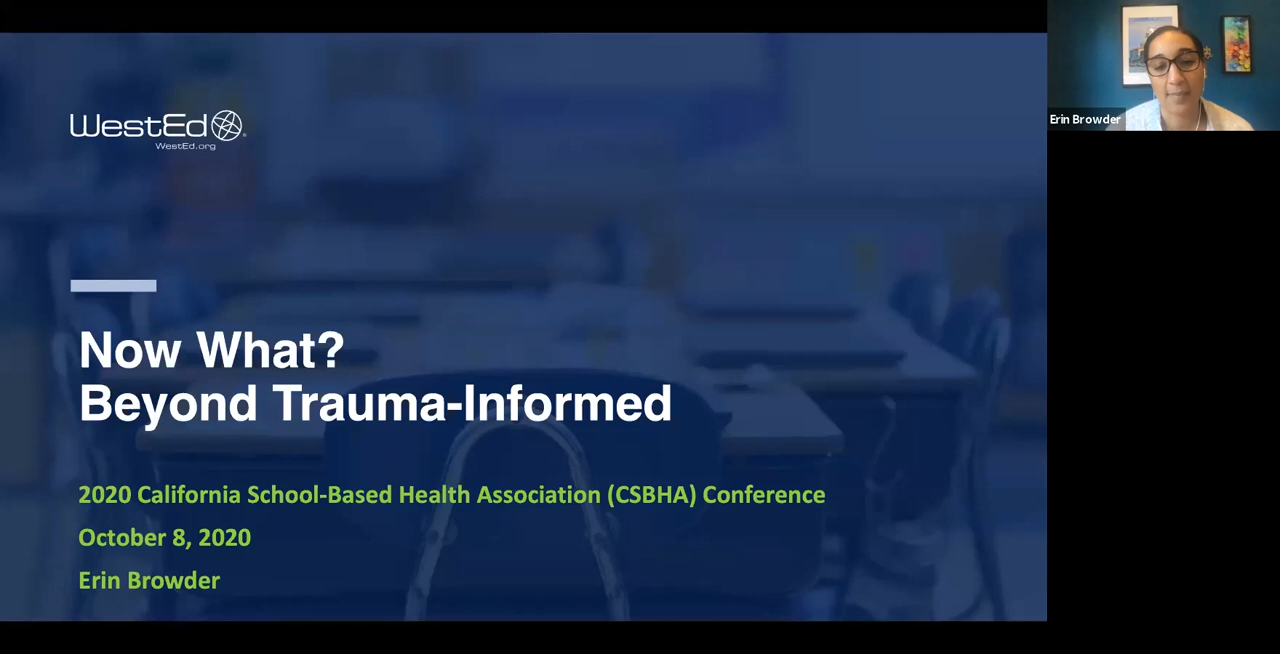 WestEd
WestEd.org
Now What?
Beyond Trauma-Informed
2020 California School-Based Health Association (CSBHA) Conference
October 8, 2020
Erin Browder
Erin Browder